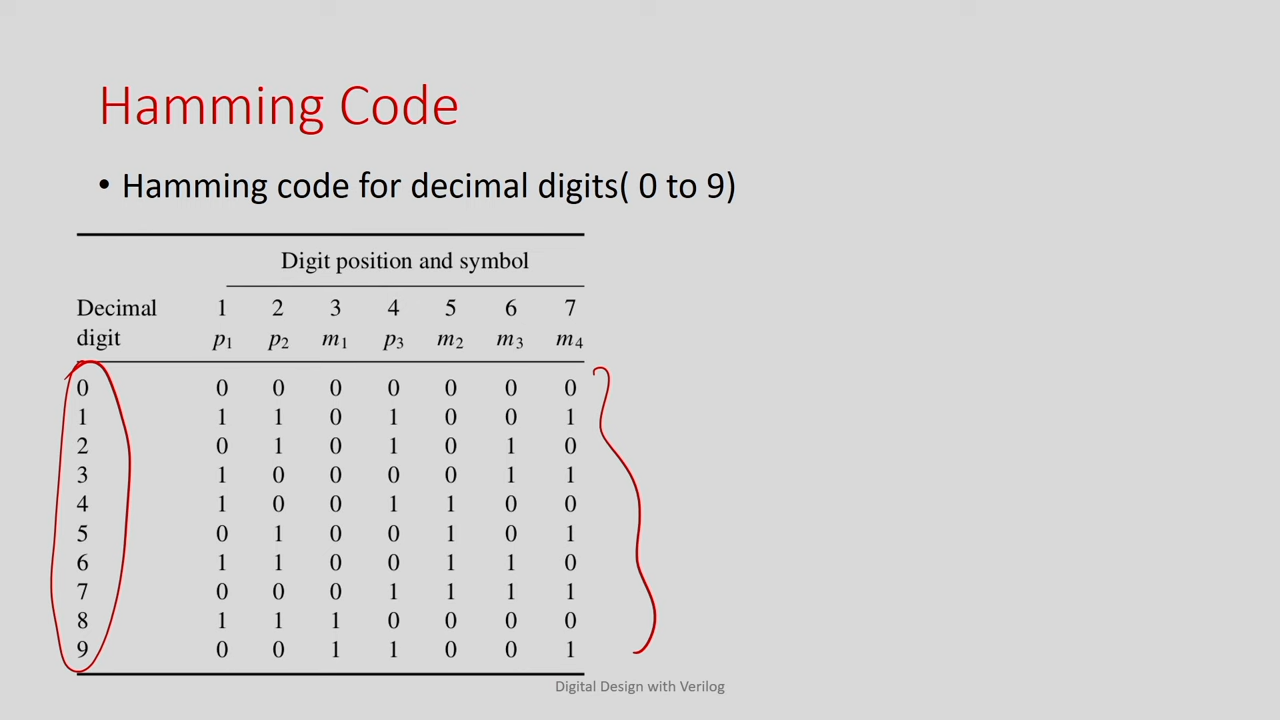 Hamming Code
• Hamming code for decimal digits( 0 to 9)
Digit position and symbol
Decimal 1 2 3 4 5 6 7
digit p1 p2 m1 p3 m2 m3 m4
0 0 0 0 0 0 0 0
1 1 1 0 1 0 0 1
2 0 1 0 1 0 1 0
3 1 0 0 0 0 1 1
4 1 0 0 1 1 0 0
5 0 1 0 0 1 0 1
6 1 1 0 0 1 1 0
7 0 0 0 1 1 1 1
8 1 1 1 0 0 0 0
9 0 0 1 1 0 0 1
Digital Design with Verilog